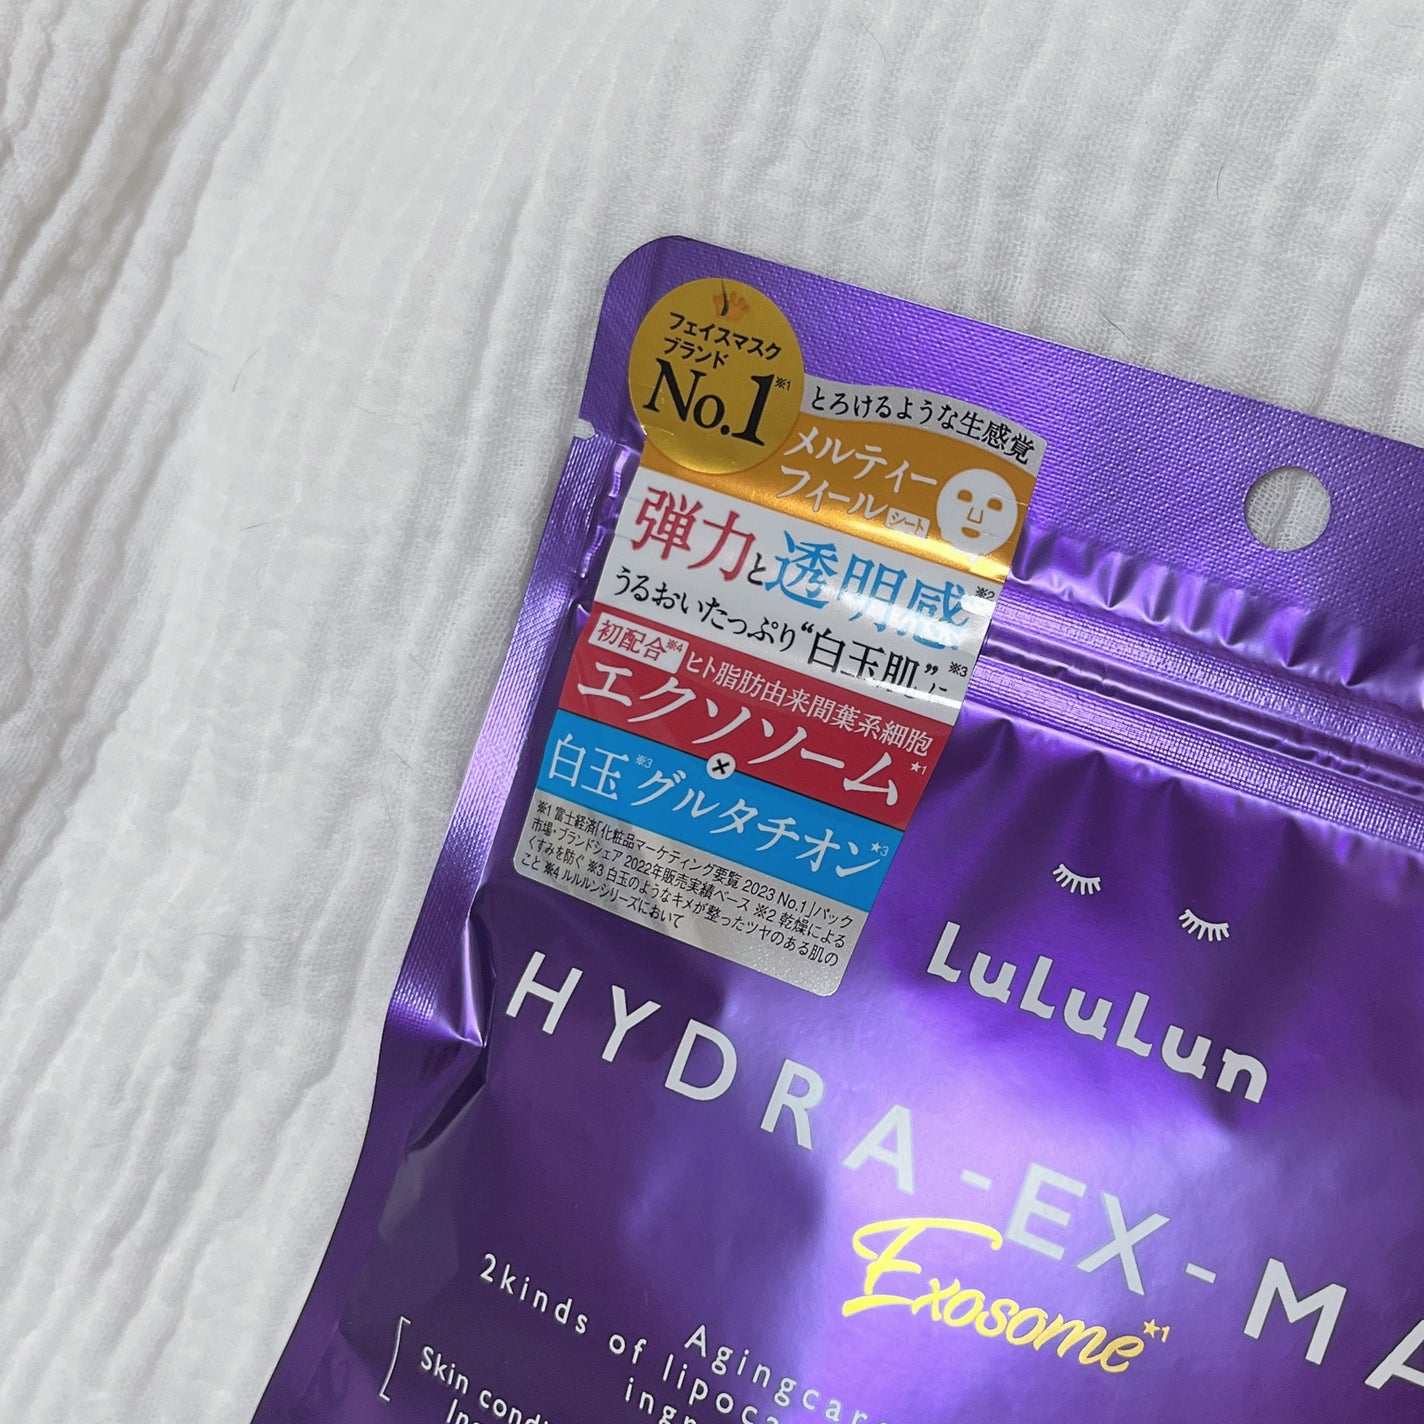 フェイスマスク
ブランド
No.1※1
とろけるような生感覚
メルティー
フィール シート
弾力と透明感※2
うるおいたっぷり“白玉肌”※3に
初配合※4 ヒト脂肪由来間葉系細胞
エクソソーム★1
×
白玉※3グルタチオン★3
※1 富士経済「化粧品マーケティング要覧 2023 No.1」パック
市場・ブランドシェア 2022年販売実績ベース ※2 乾燥による
くすみを防ぐ ※3 白玉のようなキメが整ったツヤのある肌の
こと ※4 ルルルンシリーズにおいて
LuLuLun
HYDRA-EX-MA
Exosome★1
Agingcar
2kinds of lipoca
ingr
Skin cond